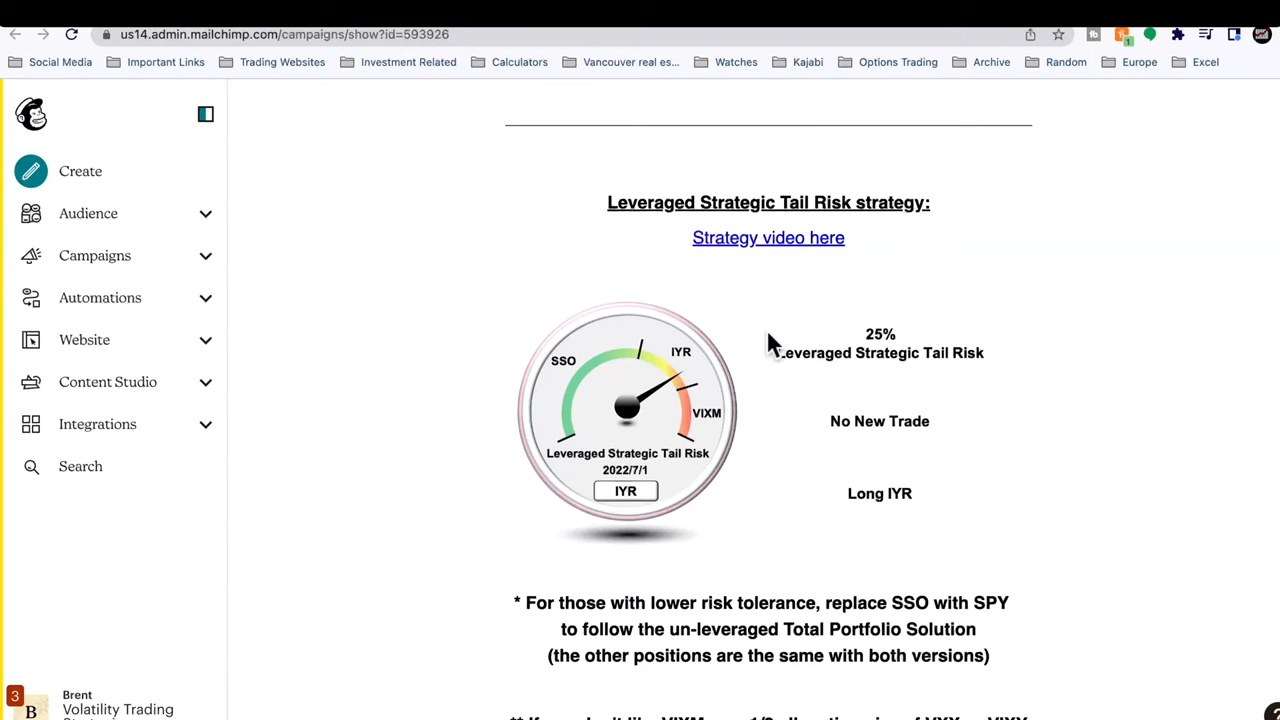 us14.admin.mailchimp.com/campaigns/show?id=593926
1
Social Media
Important Links
Trading Websites
Investment Related
Calculators
Vancouver real es...
Watches
Kajabi
Options Trading
Archive
Random
Europe
Excel
Create
Audience
Campaigns
Automations
Website
Content Studio
Integrations
Search
3
B
Brent
Volatility Trading
Leveraged Strategic Tail Risk strategy:
Strategy video here
SSO
IYR
VIXM
Leveraged Strategic Tail Risk
2022/7/1
IYR
25%
Leveraged Strategic Tail Risk
No New Trade
Long IYR
* For those with lower risk tolerance, replace SSO with SPY
to follow the un-leveraged Total Portfolio Solution
(the other positions are the same with both versions)